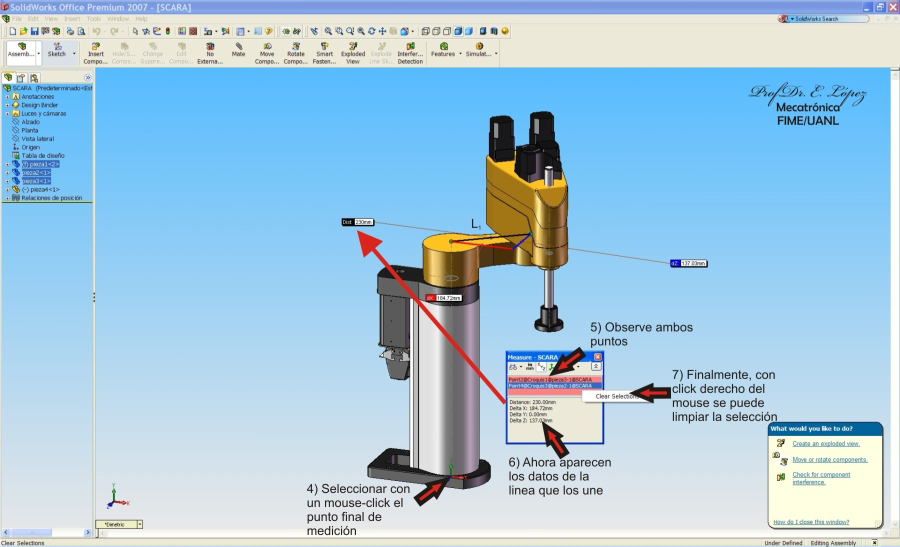 SolidWorks Office Premium 2007 - [SCARA]
File Edit View Insert Tools Window Help
SolidWorks Search
Assemb...
Sketch
Insert Compo...
Hide/S... Compo...
Change Suppre...
Edit Compo...
No Externa...
Mate
Move Compo...
Rotate Compo...
Smart Fasten...
Exploded View
Explode Line Sk...
Interfer... Detection
Features
Simulat...
SCARA (Predeterminado<Est
Anotaciones
Design Binder
Luces y cámaras
Alzado
Planta
Vista lateral
Origen
Tabla de diseño
(-) pieza1<2>
pieza2<1>
pieza3<1>
(-) pieza4<1>
Relaciones de posición
Prof. Dr. E. López
Mecatrónica
FIME/UANL
Dist: 230mm
L1
dZ: 137.03mm
dX: 184.72mm
5) Observe ambos
puntos
Measure - SCARA
Point3@Croquis1@pieza3-1@SCARA
Point4@Croquis3@pieza2-1@SCARA
Clear Selections
Distance: 230.00mm
Delta X: 184.72mm
Delta Y: 0.00mm
Delta Z: 137.03mm
7) Finalmente, con
click derecho del
mouse se puede
limpiar la selección
6) Ahora aparecen
los datos de la
linea que los une
4) Seleccionar con
un mouse-click el
punto final de
medición
What would you like to do?
Create an exploded view.
Move or rotate components.
Check for component
interference.
How do I close this window?
Y
X
*Dimetric
Clear Selections
Under Defined
Editing Assembly